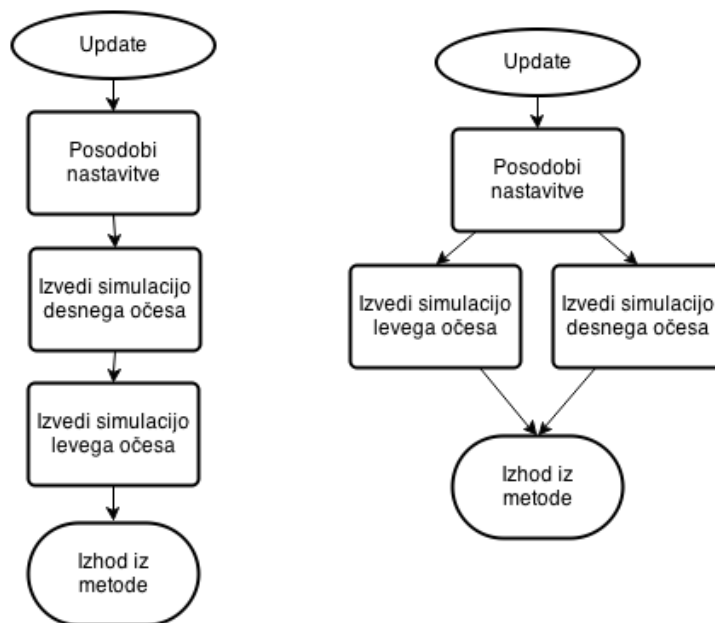 Update
Posodobi
nastavitve
Izvedi simulacijo
desnega očesa
Izvedi simulacijo
levega očesa
Izhod iz
metode
Update
Posodobi
nastavitve
Izvedi simulacijo
levega očesa
Izvedi simulacijo
desnega očesa
Izhod iz
metode